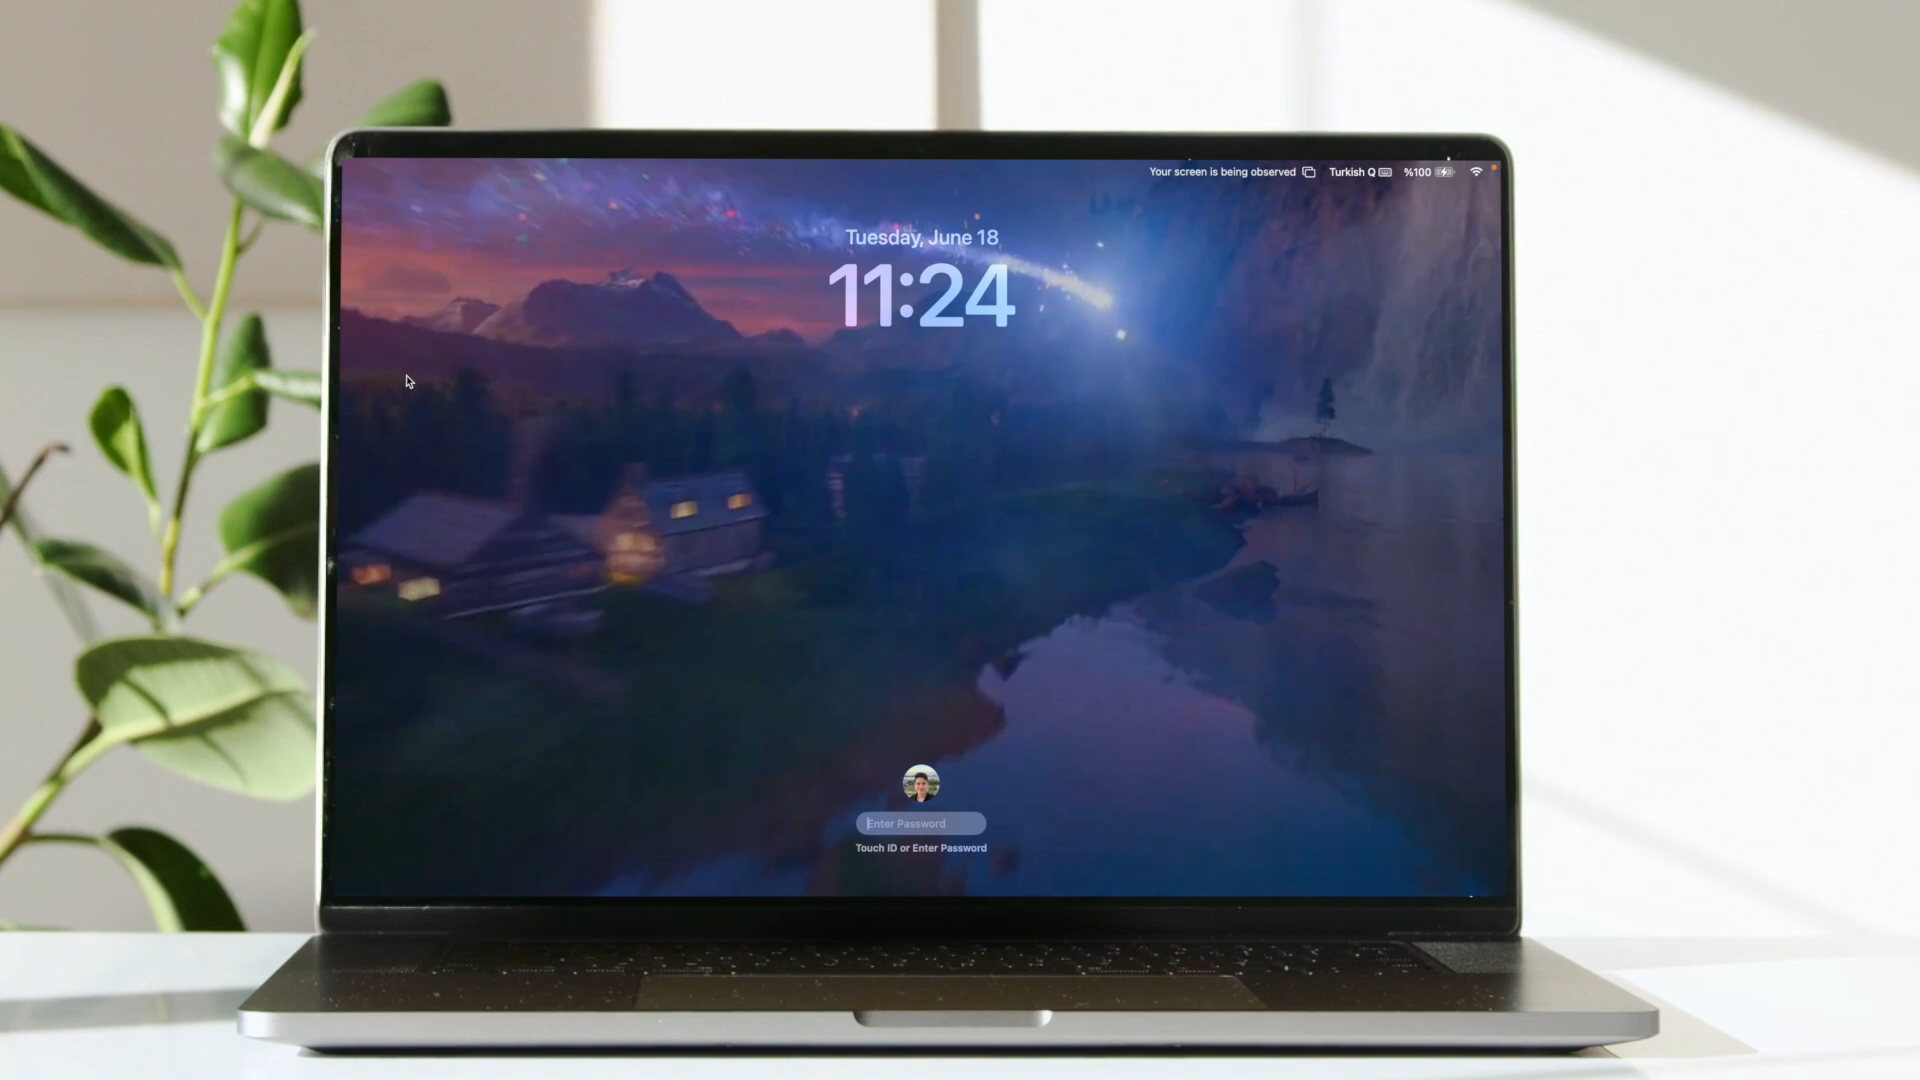 Your screen is being observed Turkish Q %100
Tuesday, June 18
11:24
Enter Password
Touch ID or Enter Password